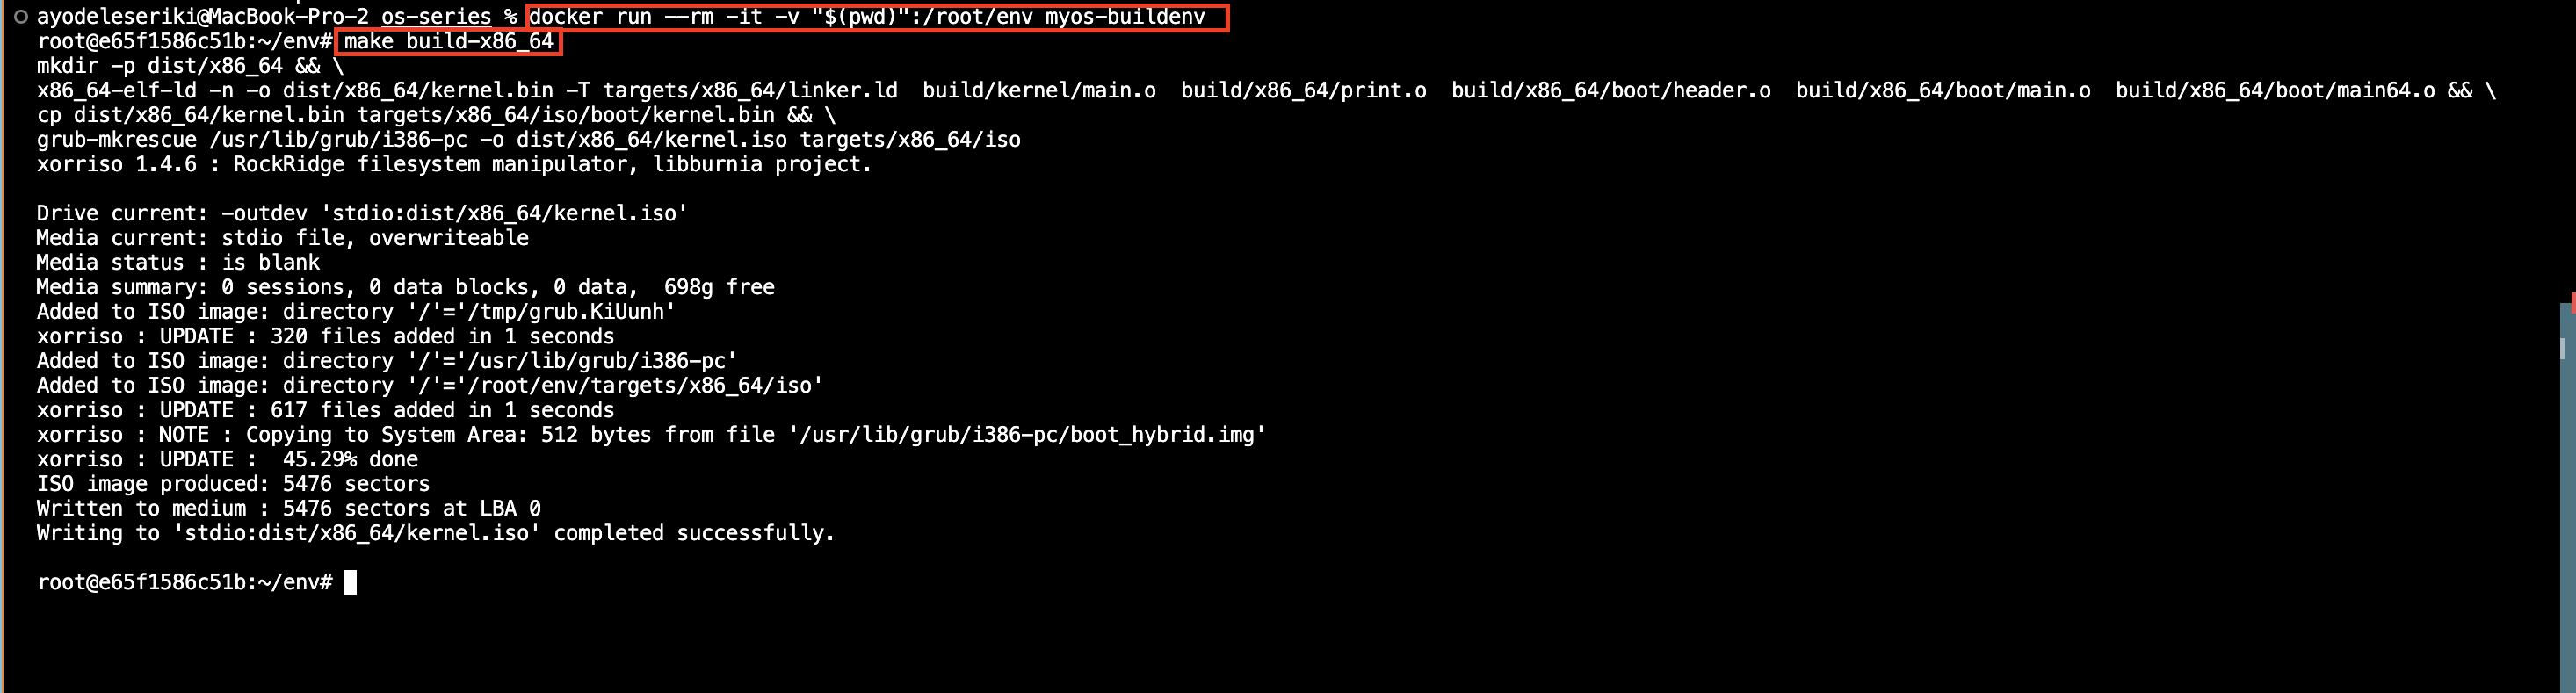 ayodeleseriki@MacBook-Pro-2 os-series % docker run --rm -it -v "$(pwd)":/root/env myos-buildenv
root@e65f1586c51b:~/env# make build-x86_64
mkdir -p dist/x86_64 && \
x86_64-elf-ld -n -o dist/x86_64/kernel.bin -T targets/x86_64/linker.ld  build/kernel/main.o  build/x86_64/print.o  build/x86_64/boot/header.o  build/x86_64/boot/main.o  build/x86_64/boot/main64.o && \
cp dist/x86_64/kernel.bin targets/x86_64/iso/boot/kernel.bin && \
grub-mkrescue /usr/lib/grub/i386-pc -o dist/x86_64/kernel.iso targets/x86_64/iso
xorriso 1.4.6 : RockRidge filesystem manipulator, libburnia project.

Drive current: -outdev 'stdio:dist/x86_64/kernel.iso'
Media current: stdio file, overwriteable
Media status : is blank
Media summary: 0 sessions, 0 data blocks, 0 data,  698g free
Added to ISO image: directory '/'='/tmp/grub.KiUunh'
xorriso : UPDATE : 320 files added in 1 seconds
Added to ISO image: directory '/'='/usr/lib/grub/i386-pc'
Added to ISO image: directory '/'='/root/env/targets/x86_64/iso'
xorriso : UPDATE : 617 files added in 1 seconds
xorriso : NOTE : Copying to System Area: 512 bytes from file '/usr/lib/grub/i386-pc/boot_hybrid.img'
xorriso : UPDATE :  45.29% done
ISO image produced: 5476 sectors
Written to medium : 5476 sectors at LBA 0
Writing to 'stdio:dist/x86_64/kernel.iso' completed successfully.

root@e65f1586c51b:~/env#